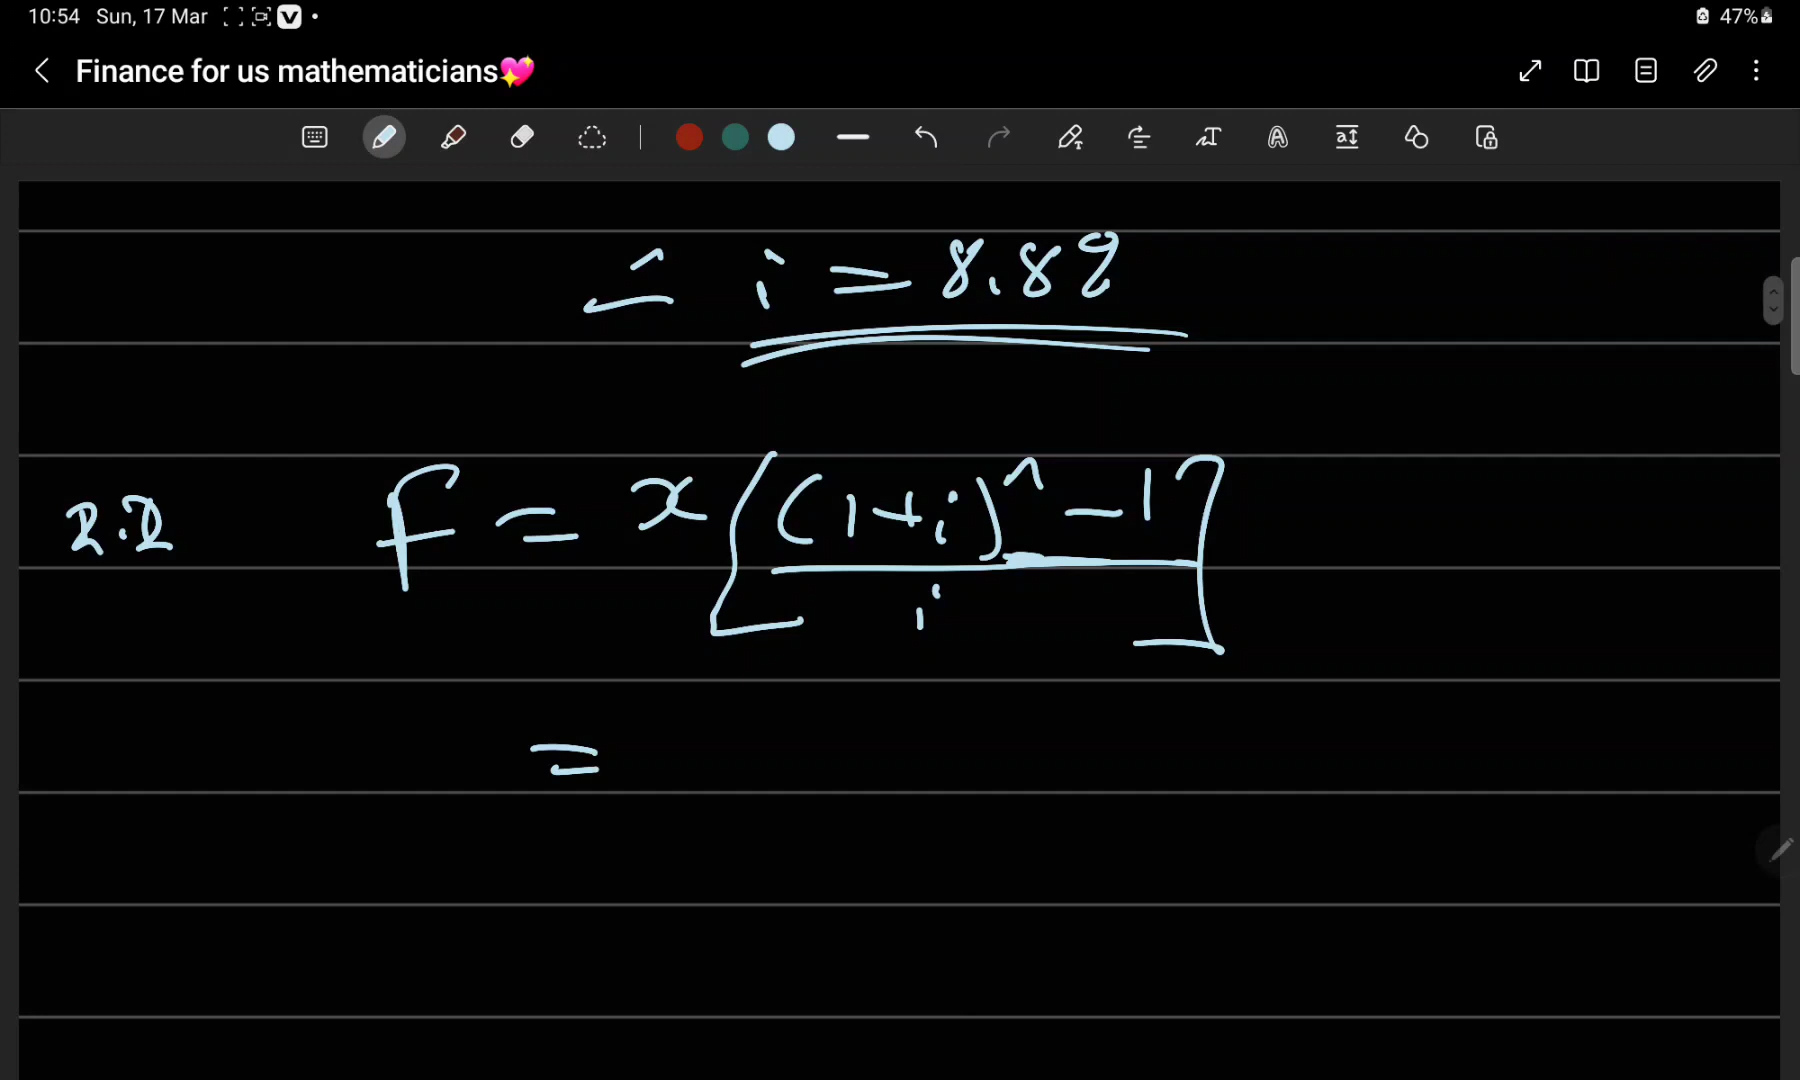 10:54 Sun, 17 Mar V 47%
Finance for us mathematicians💖
i = 8.88
2.2 F = x[((1+i)^n - 1)/i]
=